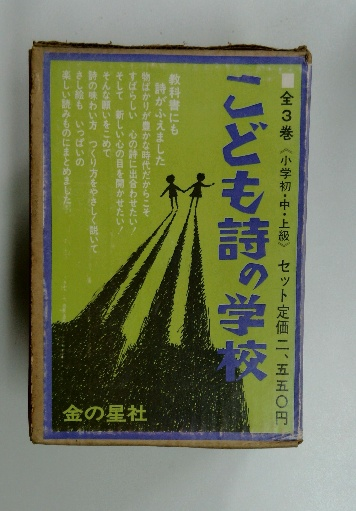 ■全3巻《小学初・中・上級》セット定価二、五五〇円
こども詩の学校
教科書にも
詩がふえました
物ばかりが豊かな時代だからこそ
すばらしい 心の詩に出合わせたい!
そして 新しい心の目を開かせたい!
そんな願いをこめて
詩の味わい方 つくり方をやさしく説いて
さし絵も いっぱいの
楽しい読みものにまとめました。
金の星社